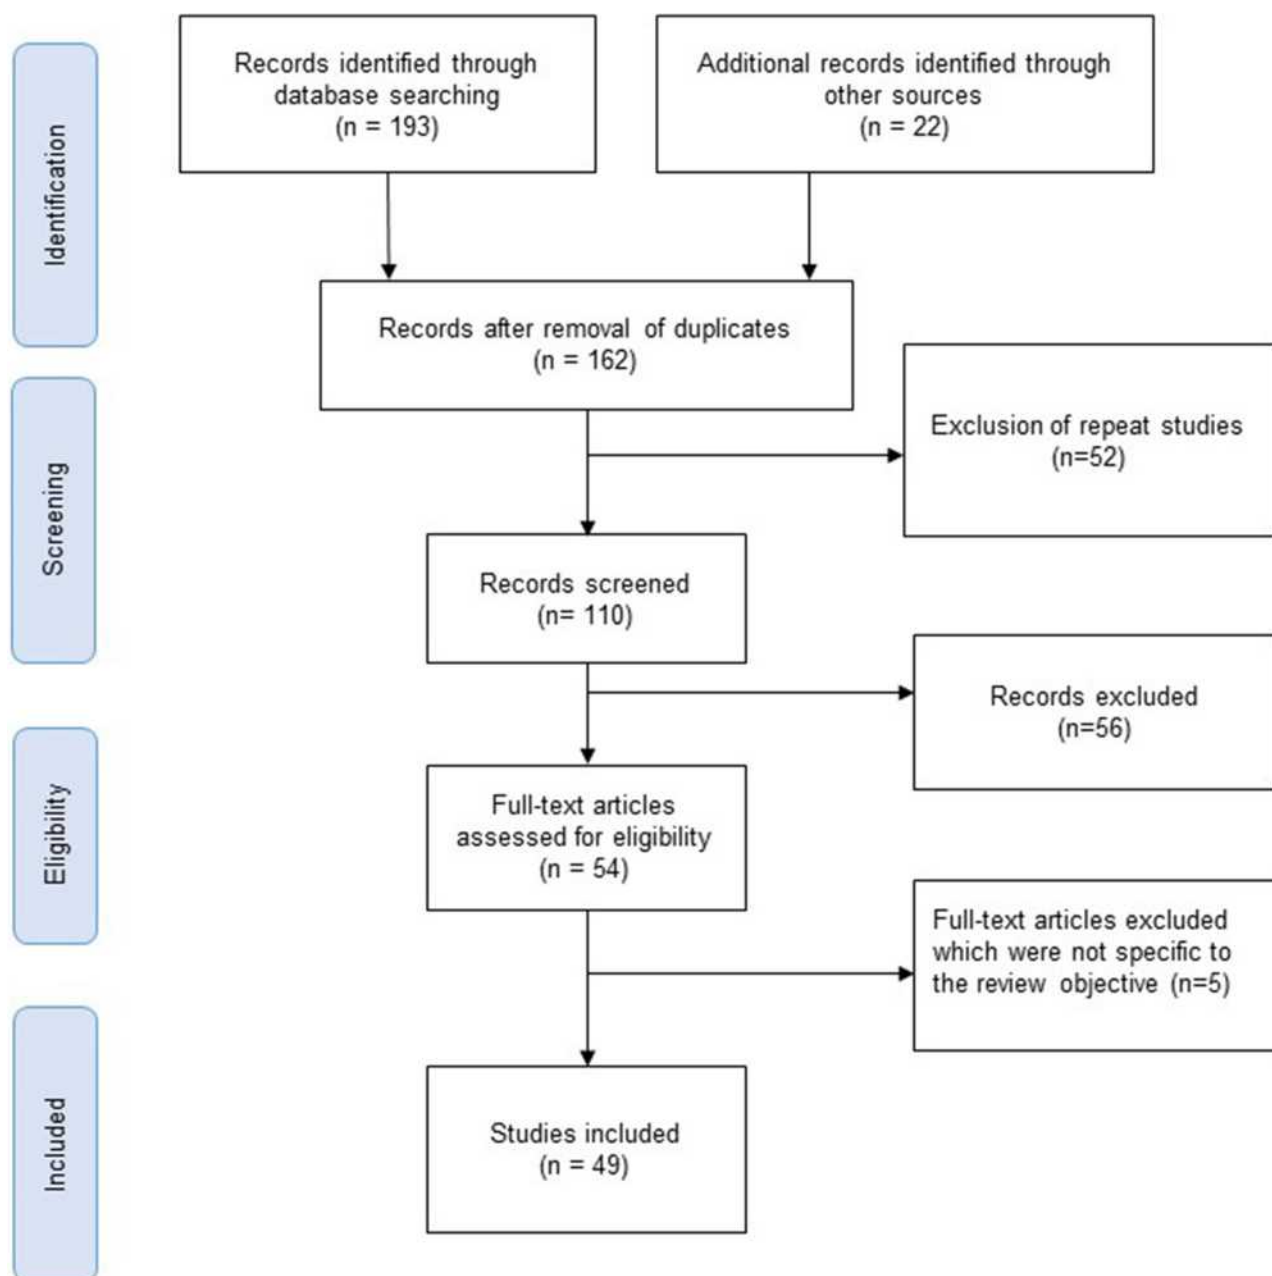 Identification
Records identified through
database searching
(n = 193)
Additional records identified through
other sources
(n = 22)
Records after removal of duplicates
(n = 162)
Screening
Exclusion of repeat studies
(n=52)
Records screened
(n= 110)
Records excluded
(n=56)
Eligibility
Full-text articles
assessed for eligibility
(n = 54)
Full-text articles excluded
which were not specific to
the review objective (n=5)
Included
Studies included
(n = 49)